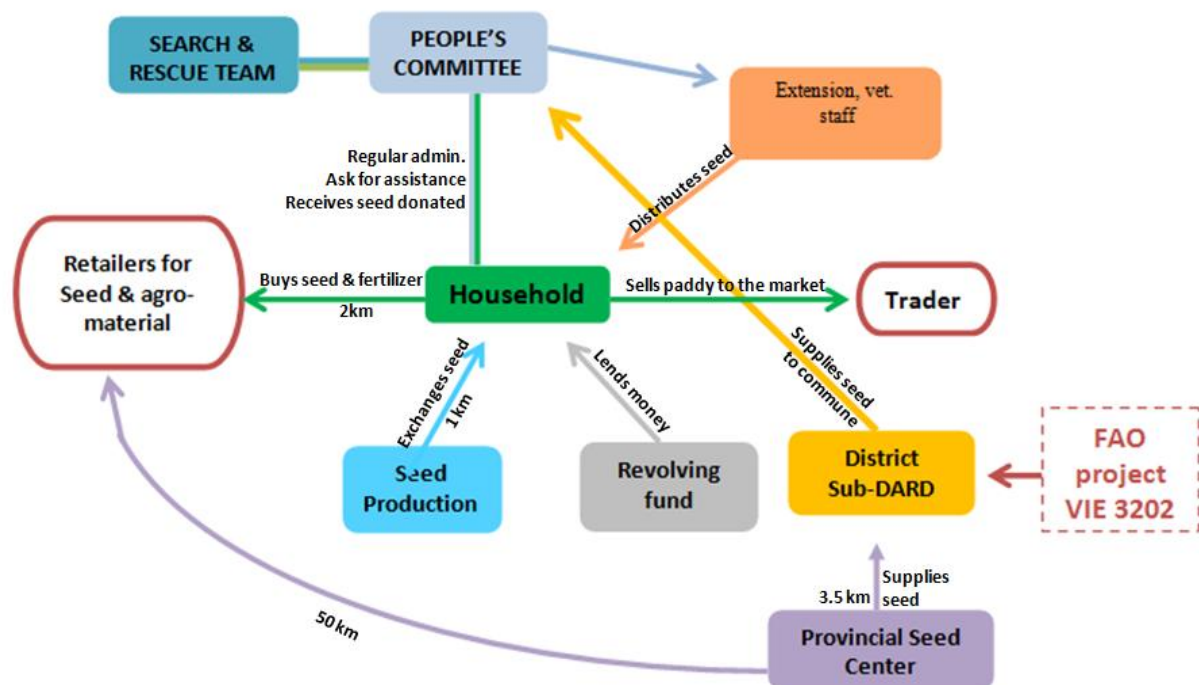 SEARCH &
RESCUE TEAM
PEOPLE'S
COMMITTEE
Extension, vet.
staff
Regular admin.
Ask for assistance
Receives seed donated
Distributes seed
Retailers for
Seed & agro-
material
Buys seed & fertilizer
2km
Household
Sells paddy to the market
Trader
Exchanges seed
1 km
Lends money
Supplies seed
to commune
Seed
Production
Revolving
fund
District
Sub-DARD
FAO
project
VIE 3202
50 km
3.5 km
Supplies
seed
Provincial Seed
Center